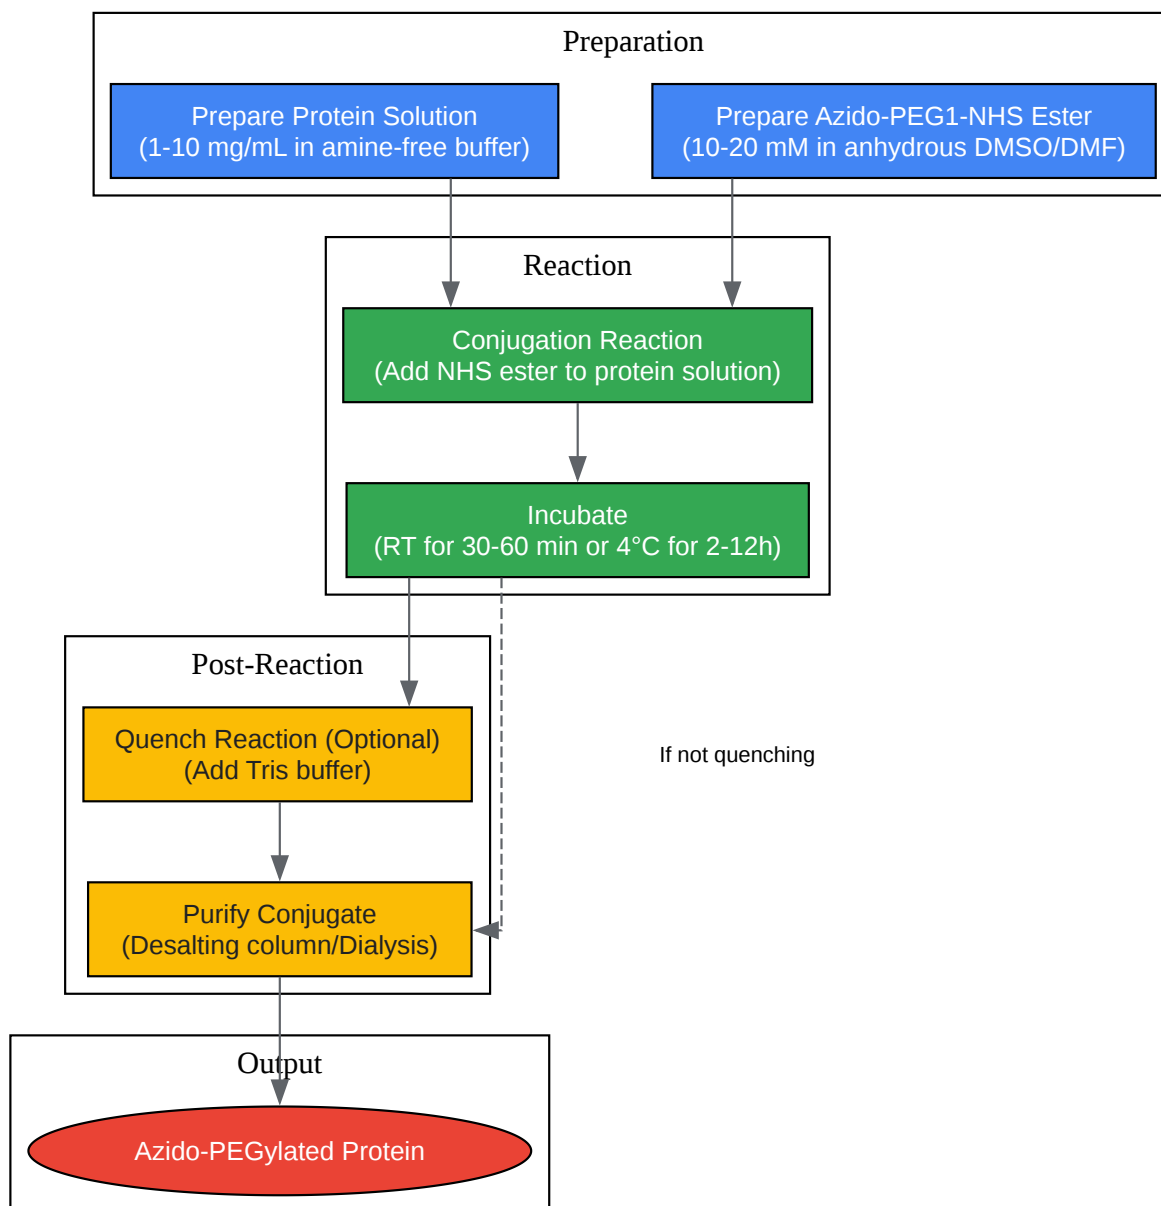 Preparation
Prepare Protein Solution
(1-10 mg/mL in amine-free buffer)
Prepare Azido-PEG1-NHS Ester
(10-20 mM in anhydrous DMSO/DMF)
Reaction
Conjugation Reaction
(Add NHS ester to protein solution)
Incubate
(RT for 30-60 min or 4°C for 2-12h)
Post-Reaction
Quench Reaction (Optional)
(Add Tris buffer)
If not quenching
Purify Conjugate
(Desalting column/Dialysis)
Output
Azido-PEGylated Protein